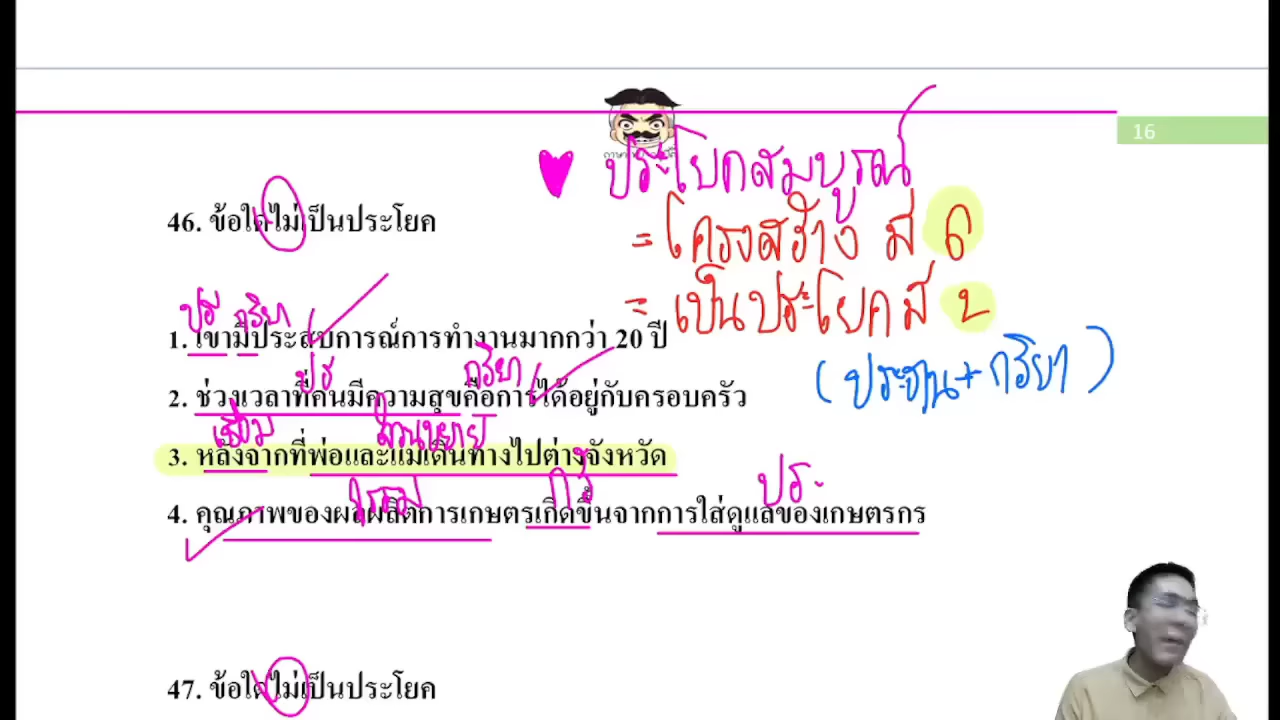 16
ประโยคสมบูรณ์
= โครงสร้าง มี 6
= เป็นประโยคมี 2
(ประธาน + กริยา)
46. ข้อใดไม่เป็นประโยค
ปธ กริยา
1. เขามีประสบการณ์การทำงานมากกว่า 20 ปี
ปธ กริยา
2. ช่วงเวลาที่คนมีความสุขคือการได้อยู่กับครอบครัว
เชื่อม ส่วนขยาย
3. หลังจากที่พ่อและแม่เดินทางไปต่างจังหวัด
กรรม กริ ประ
4. คุณภาพของผลผลิตการเกษตรเกิดขึ้นจากการใส่ดูแลของเกษตรกร
47. ข้อใดไม่เป็นประโยค